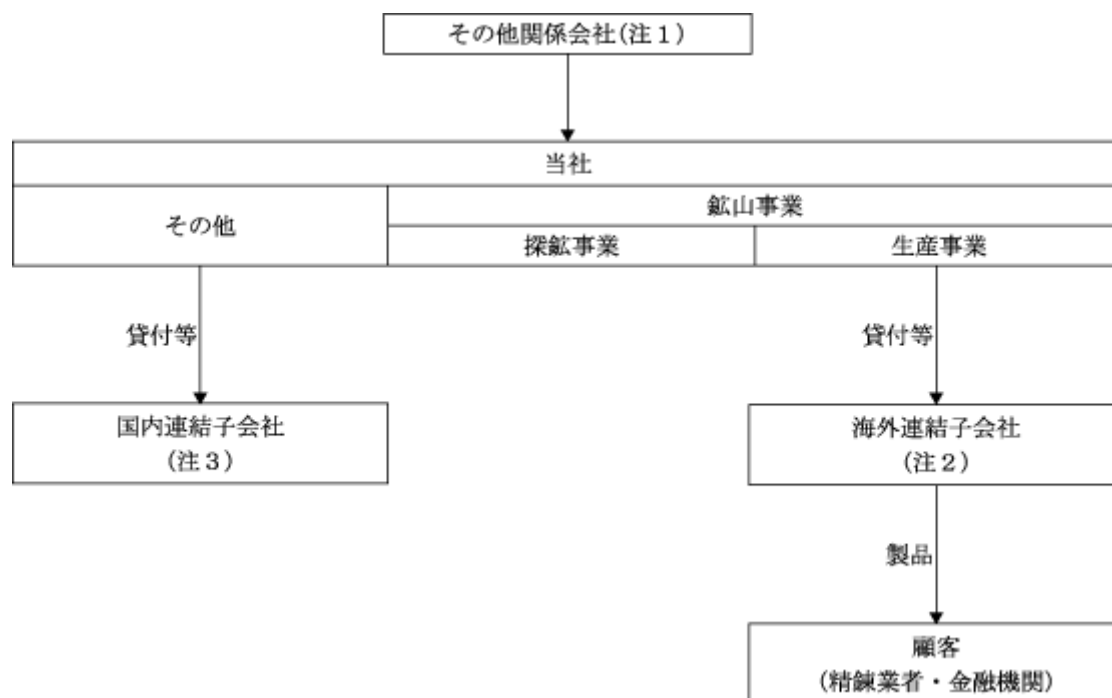 その他関係会社(注１)
当社
その他
鉱山事業
探鉱事業
生産事業
貸付等
貸付等
国内連結子会社
(注３)
海外連結子会社
(注２)
製品
顧客
(精錬業者・金融機関)